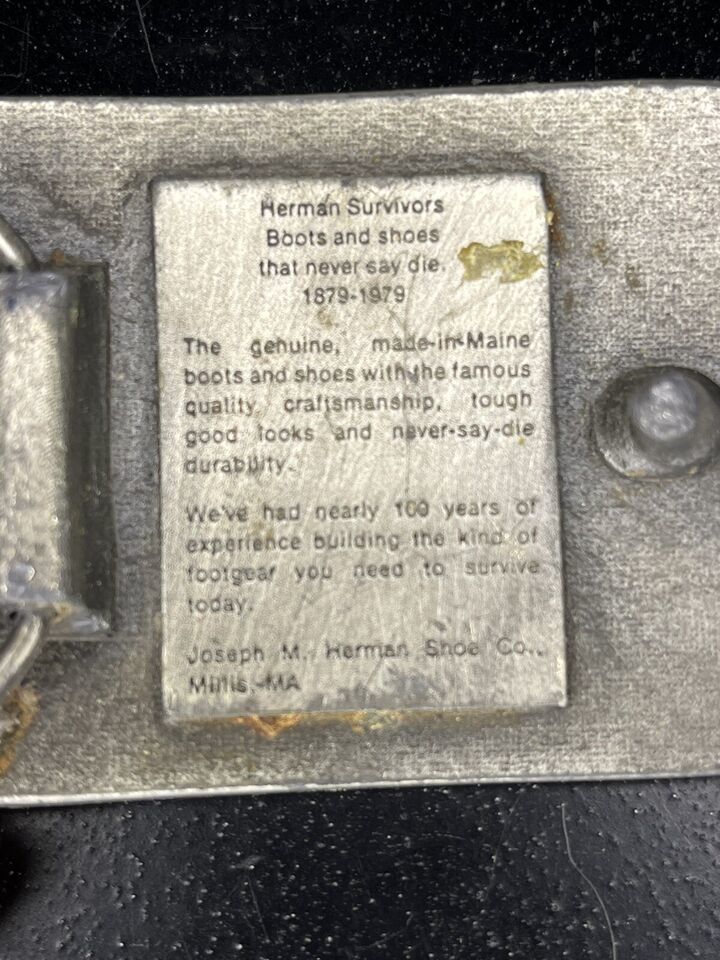 Herman Survivors
Boots and shoes
that never say die.
1879-1979
The genuine, made-in-Maine
boots and shoes with the famous
quality, craftsmanship, tough
good looks and never-say-die
durability.
We've had nearly 100 years of
experience building the kind of
footgear you need to survive
today.
Joseph M. Herman Shoe Co.,
Millis, MA